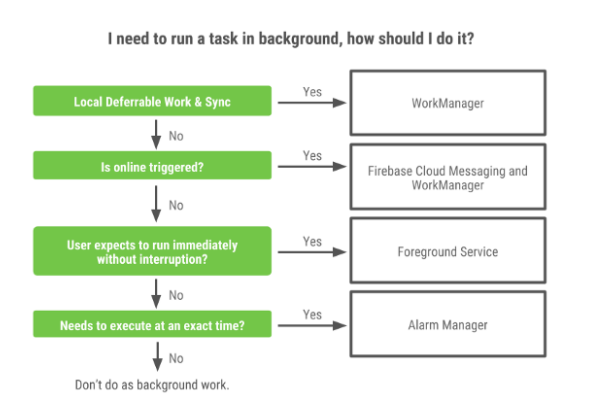 I need to run a task in background, how should I do it?
Local Deferrable Work & Sync
Yes
WorkManager
No
Is online triggered?
Yes
Firebase Cloud Messaging and
WorkManager
No
User expects to run immediately
without interruption?
Yes
Foreground Service
No
Needs to execute at an exact time?
Yes
Alarm Manager
No
Don't do as background work.